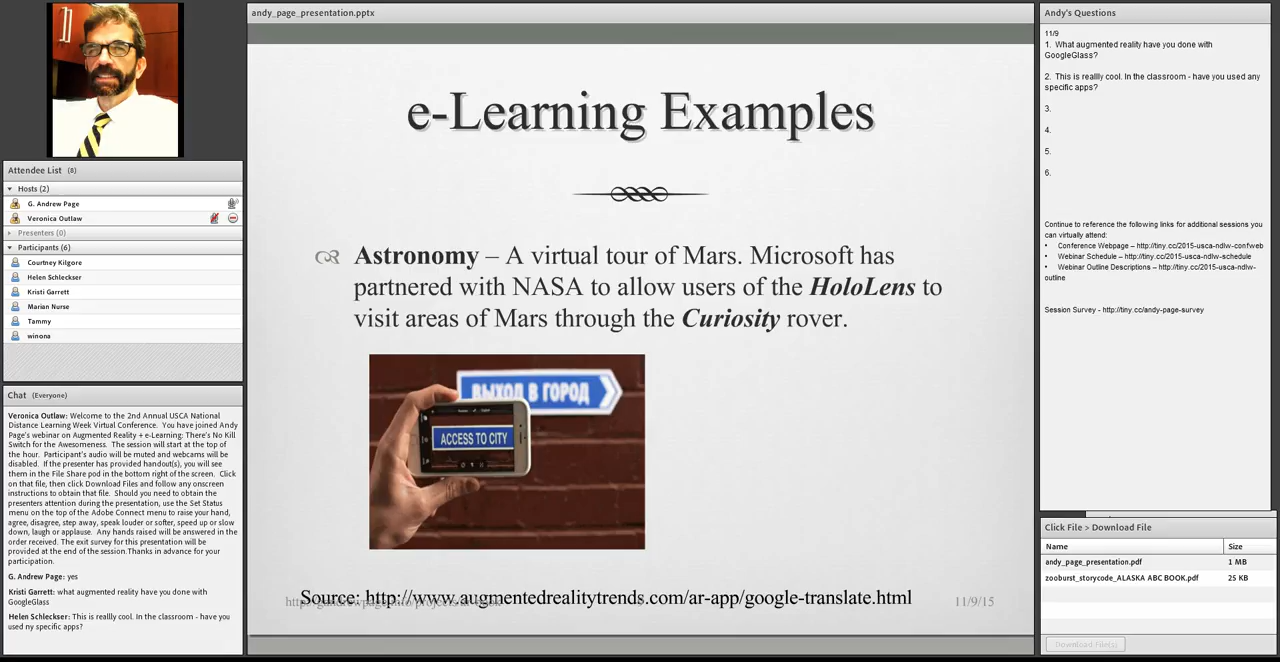 andy_page_presentation.pptx
e-Learning Examples
Astronomy – A virtual tour of Mars. Microsoft has
partnered with NASA to allow users of the HoloLens to
visit areas of Mars through the Curiosity rover.
ВЫХОД В ГОРОД
ACCESS TO CITY
Source: http://www.augmentedrealitytrends.com/ar-app/google-translate.html
11/9/15
Attendee List (8)
Hosts (2)
G. Andrew Page
Veronica Outlaw
Presenters (0)
Participants (6)
Courtney Kilgore
Helen Schleckser
Kristi Garrett
Marian Nurse
Tammy
winona
Chat (Everyone)
Veronica Outlaw: Welcome to the 2nd Annual USCA National
Distance Learning Week Virtual Conference. You have joined Andy
Page's webinar on Augmented Reality + e-Learning: There's No Kill
Switch for the Awesomeness. The session will start at the top of
the hour. Participant's audio will be muted and webcams will be
disabled. If the presenter has provided handout(s), you will see
them in the File Share pod in the bottom right of the screen. Click
on that file, then click Download Files and follow any onscreen
instructions to obtain that file. Should you need to obtain the
presenters attention during the presentation, use the Set Status
menu on the top of the Adobe Connect menu to raise your hand,
agree, disagree, step away, speak louder or softer, speed up or slow
down, laugh or applause. Any hands raised will be answered in the
order received. The exit survey for this presentation will be
provided at the end of the session.Thanks in advance for your
participation.
G. Andrew Page: yes
Kristi Garrett: what augmented reality have you done with
GoogleGlass
Helen Schleckser: This is reallly cool. In the classroom - have you
used ny specific apps?
Andy's Questions
11/9
1. What augmented reality have you done with
GoogleGlass?
2. This is reallly cool. In the classroom - have you used any
specific apps?
3.
4.
5.
6.
Continue to reference the following links for additional sessions you
can virtually attend:
• Conference Webpage – http://tiny.cc/2015-usca-ndlw-confweb
• Webinar Schedule – http://tiny.cc/2015-usca-ndlw-schedule
• Webinar Outline Descriptions – http://tiny.cc/2015-usca-ndlw-
outline
Session Survey - http://tiny.cc/andy-page-survey
Click File > Download File
Name Size
andy_page_presentation.pdf 1 MB
zooburst_storycode_ALASKA ABC BOOK.pdf 25 KB
Download File(s)